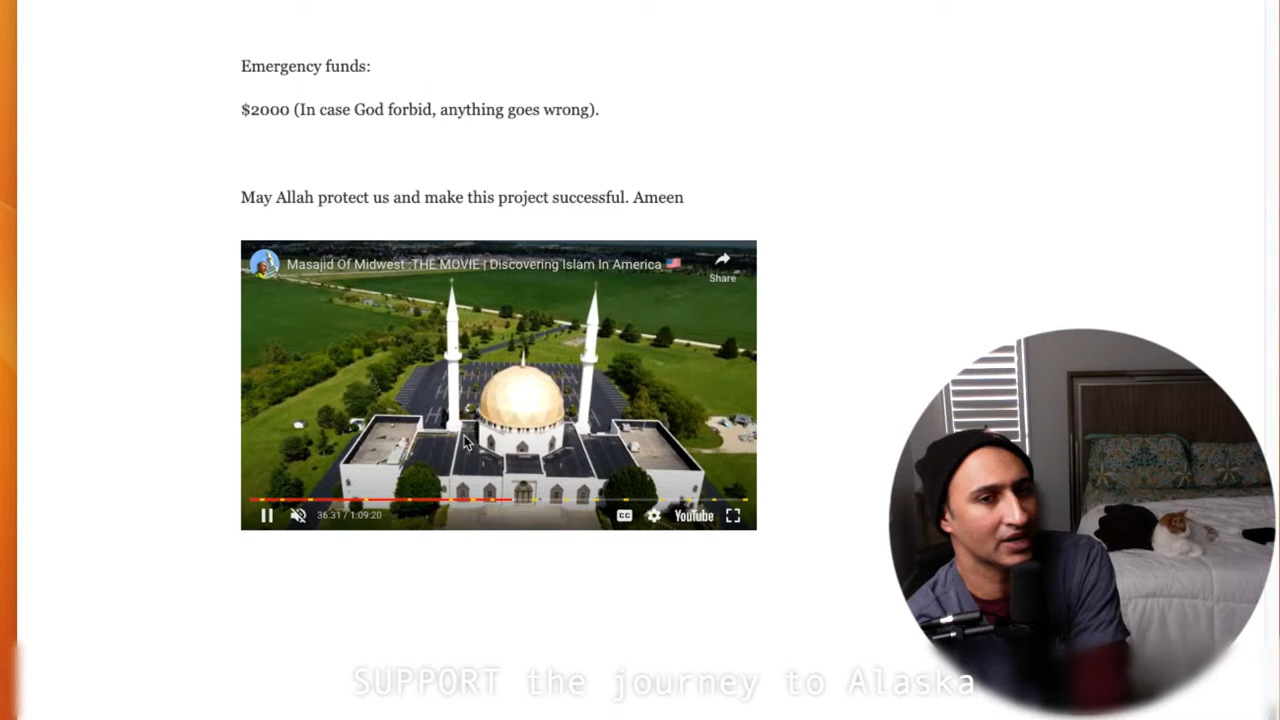 Emergency funds:
$2000 (In case God forbid, anything goes wrong).
May Allah protect us and make this project successful. Ameen
Masajid Of Midwest :THE MOVIE | Discovering Islam In America 🇺🇸
Share
36:31 / 1:09:20
CC
YouTube
SUPPORT the journey to Alaska